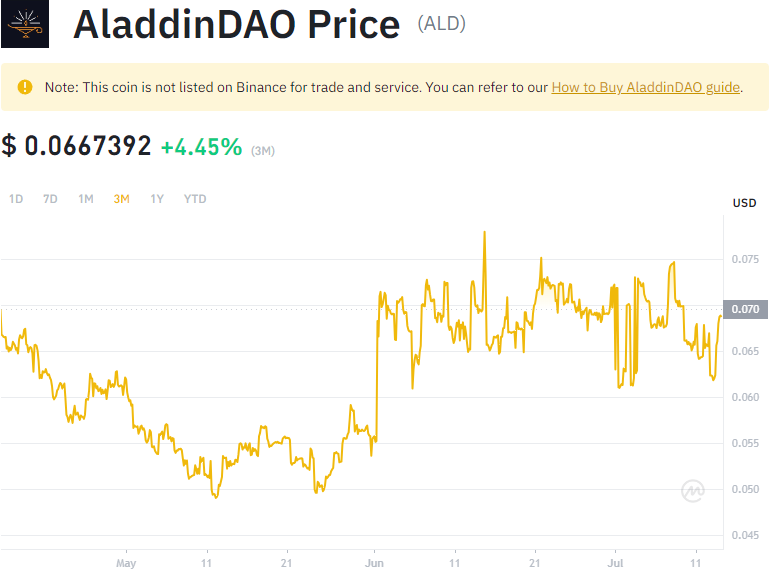 AladdinDAO Price (ALD)
Note: This coin is not listed on Binance for trade and service. You can refer to our How to Buy AladdinDAO guide.
$ 0.0667392 +4.45% (3M)
1D 7D 1M 3M 1Y YTD
USD
0.075
0.070
0.065
0.060
0.055
0.050
0.045
May 11 21 Jun 11 21 Jul 11